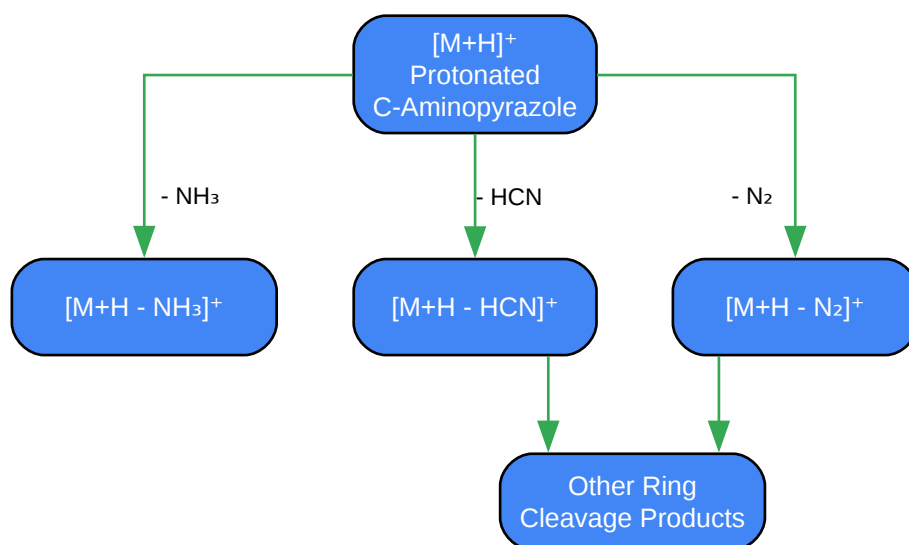 [M+H]⁺
Protonated
C-Aminopyrazole
- NH₃
- HCN
- N₂
[M+H - NH₃]⁺
[M+H - HCN]⁺
[M+H - N₂]⁺
Other Ring
Cleavage Products